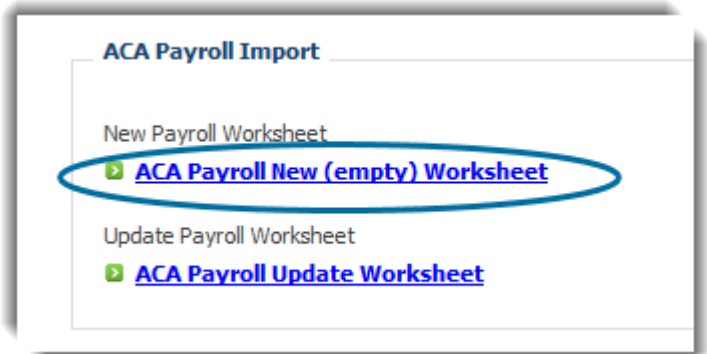 ACA Payroll Import
New Payroll Worksheet
ACA Payroll New (empty) Worksheet
Update Payroll Worksheet
ACA Payroll Update Worksheet